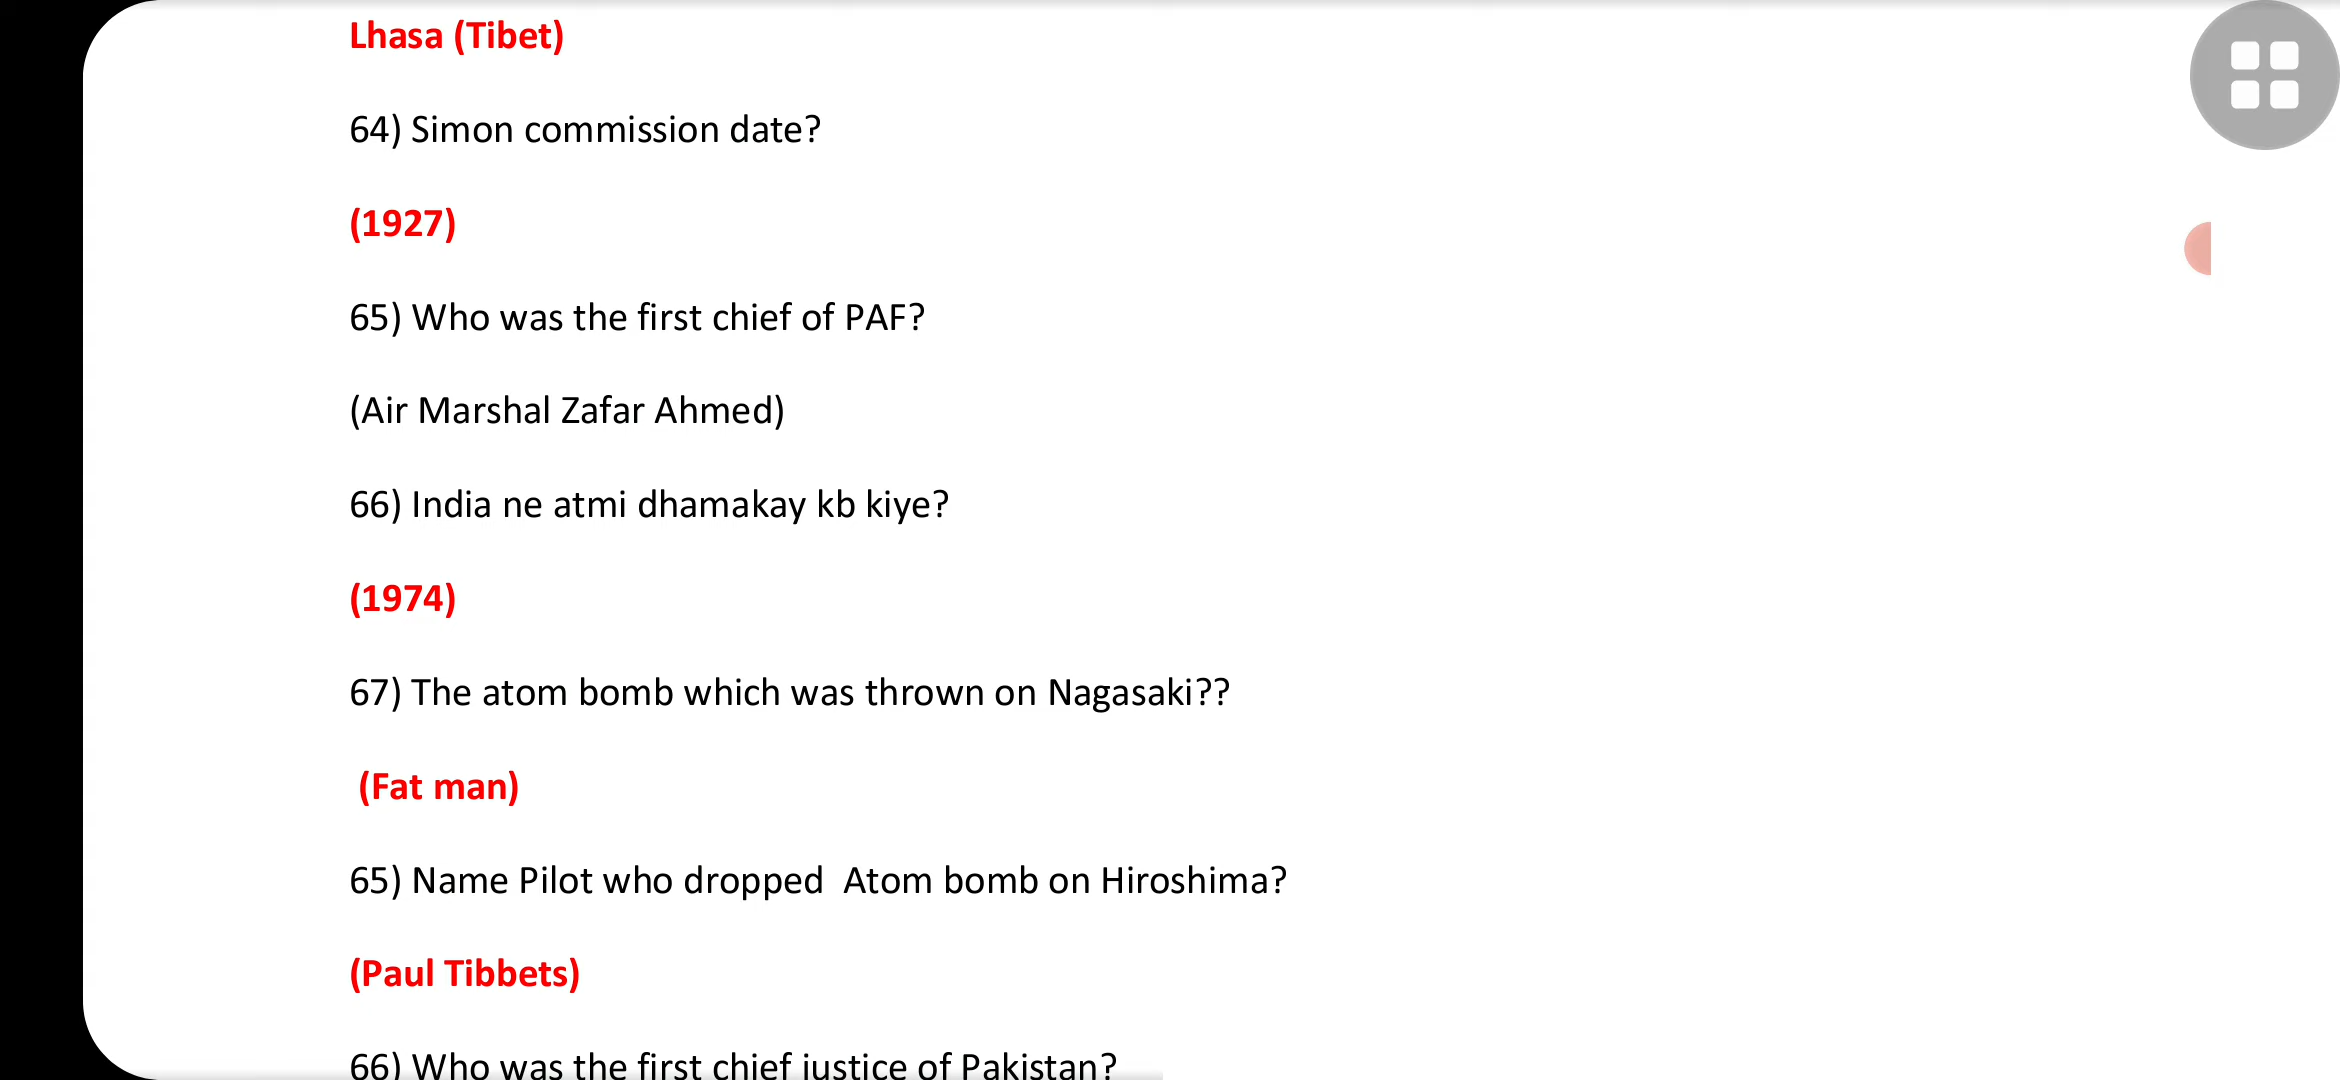 Lhasa (Tibet)
64) Simon commission date?
(1927)
65) Who was the first chief of PAF?
(Air Marshal Zafar Ahmed)
66) India ne atmi dhamakay kb kiye?
(1974)
67) The atom bomb which was thrown on Nagasaki??
(Fat man)
65) Name Pilot who dropped  Atom bomb on Hiroshima?
(Paul Tibbets)
66) Who was the first chief justice of Pakistan?